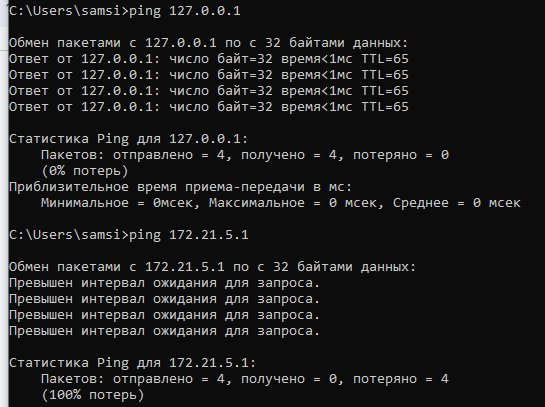 C:\Users\samsi>ping 127.0.0.1
Обмен пакетами с 127.0.0.1 по с 32 байтами данных:
Ответ от 127.0.0.1: число байт=32 время<1мс TTL=65
Ответ от 127.0.0.1: число байт=32 время<1мс TTL=65
Ответ от 127.0.0.1: число байт=32 время<1мс TTL=65
Ответ от 127.0.0.1: число байт=32 время<1мс TTL=65
Статистика Ping для 127.0.0.1:
Пакетов: отправлено = 4, получено = 4, потеряно = 0
(0% потерь)
Приблизительное время приема-передачи в мс:
Минимальное = 0мсек, Максимальное = 0 мсек, Среднее = 0 мсек
C:\Users\samsi>ping 172.21.5.1
Обмен пакетами с 172.21.5.1 по с 32 байтами данных:
Превышен интервал ожидания для запроса.
Превышен интервал ожидания для запроса.
Превышен интервал ожидания для запроса.
Превышен интервал ожидания для запроса.
Статистика Ping для 172.21.5.1:
Пакетов: отправлено = 4, получено = 0, потеряно = 4
(100% потерь)